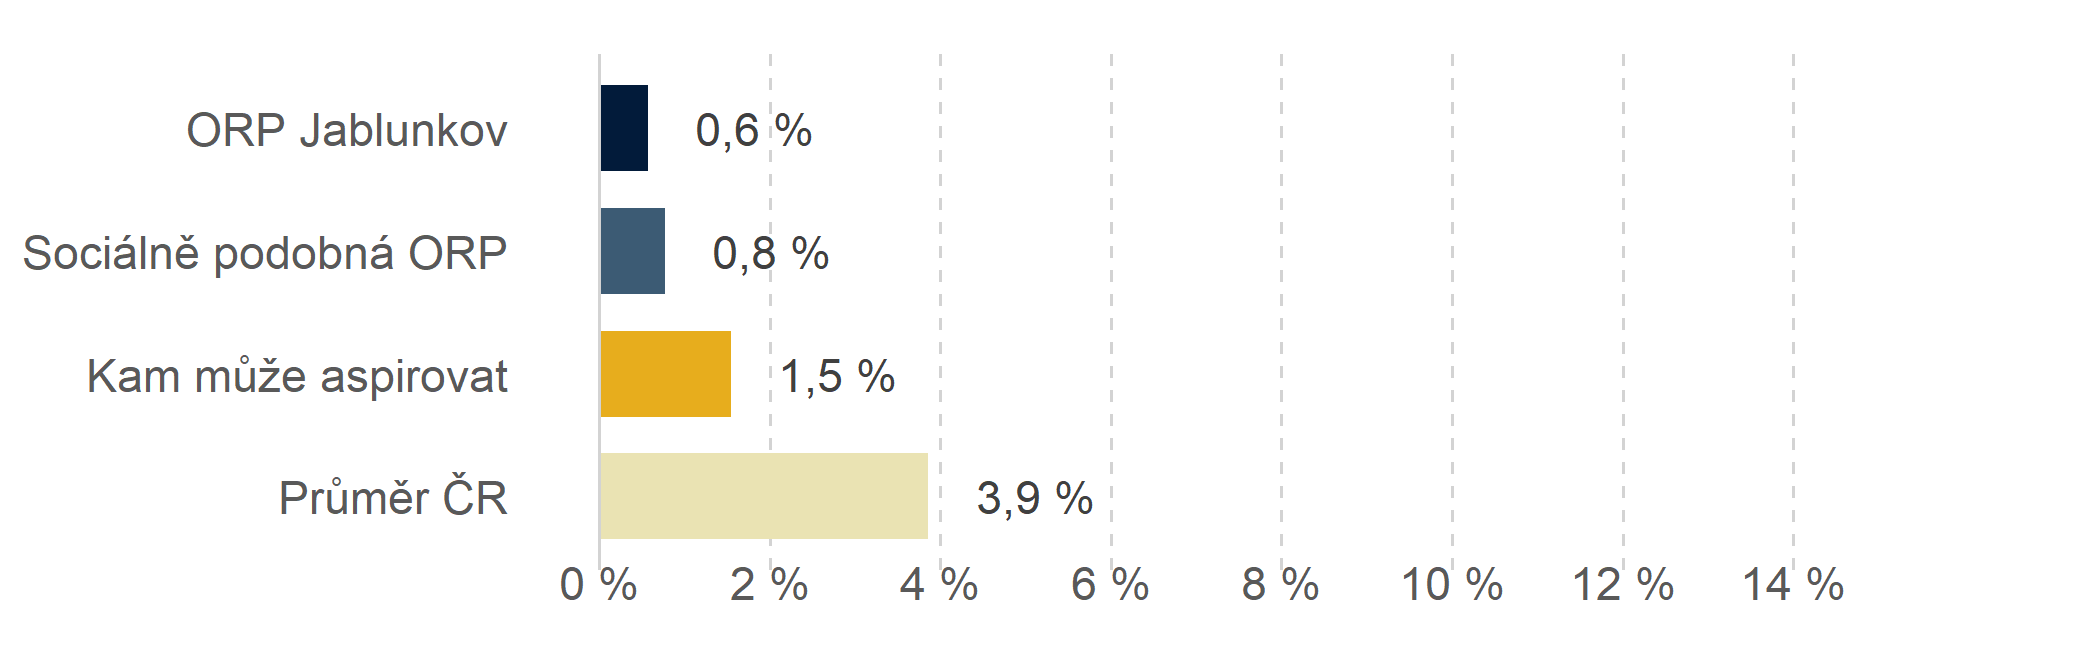 ORP Jablunkov 0,6 %
Sociálně podobná ORP 0,8 %
Kam může aspirovat 1,5 %
Průměr ČR 3,9 %
0 % 2 % 4 % 6 % 8 % 10 % 12 % 14 %